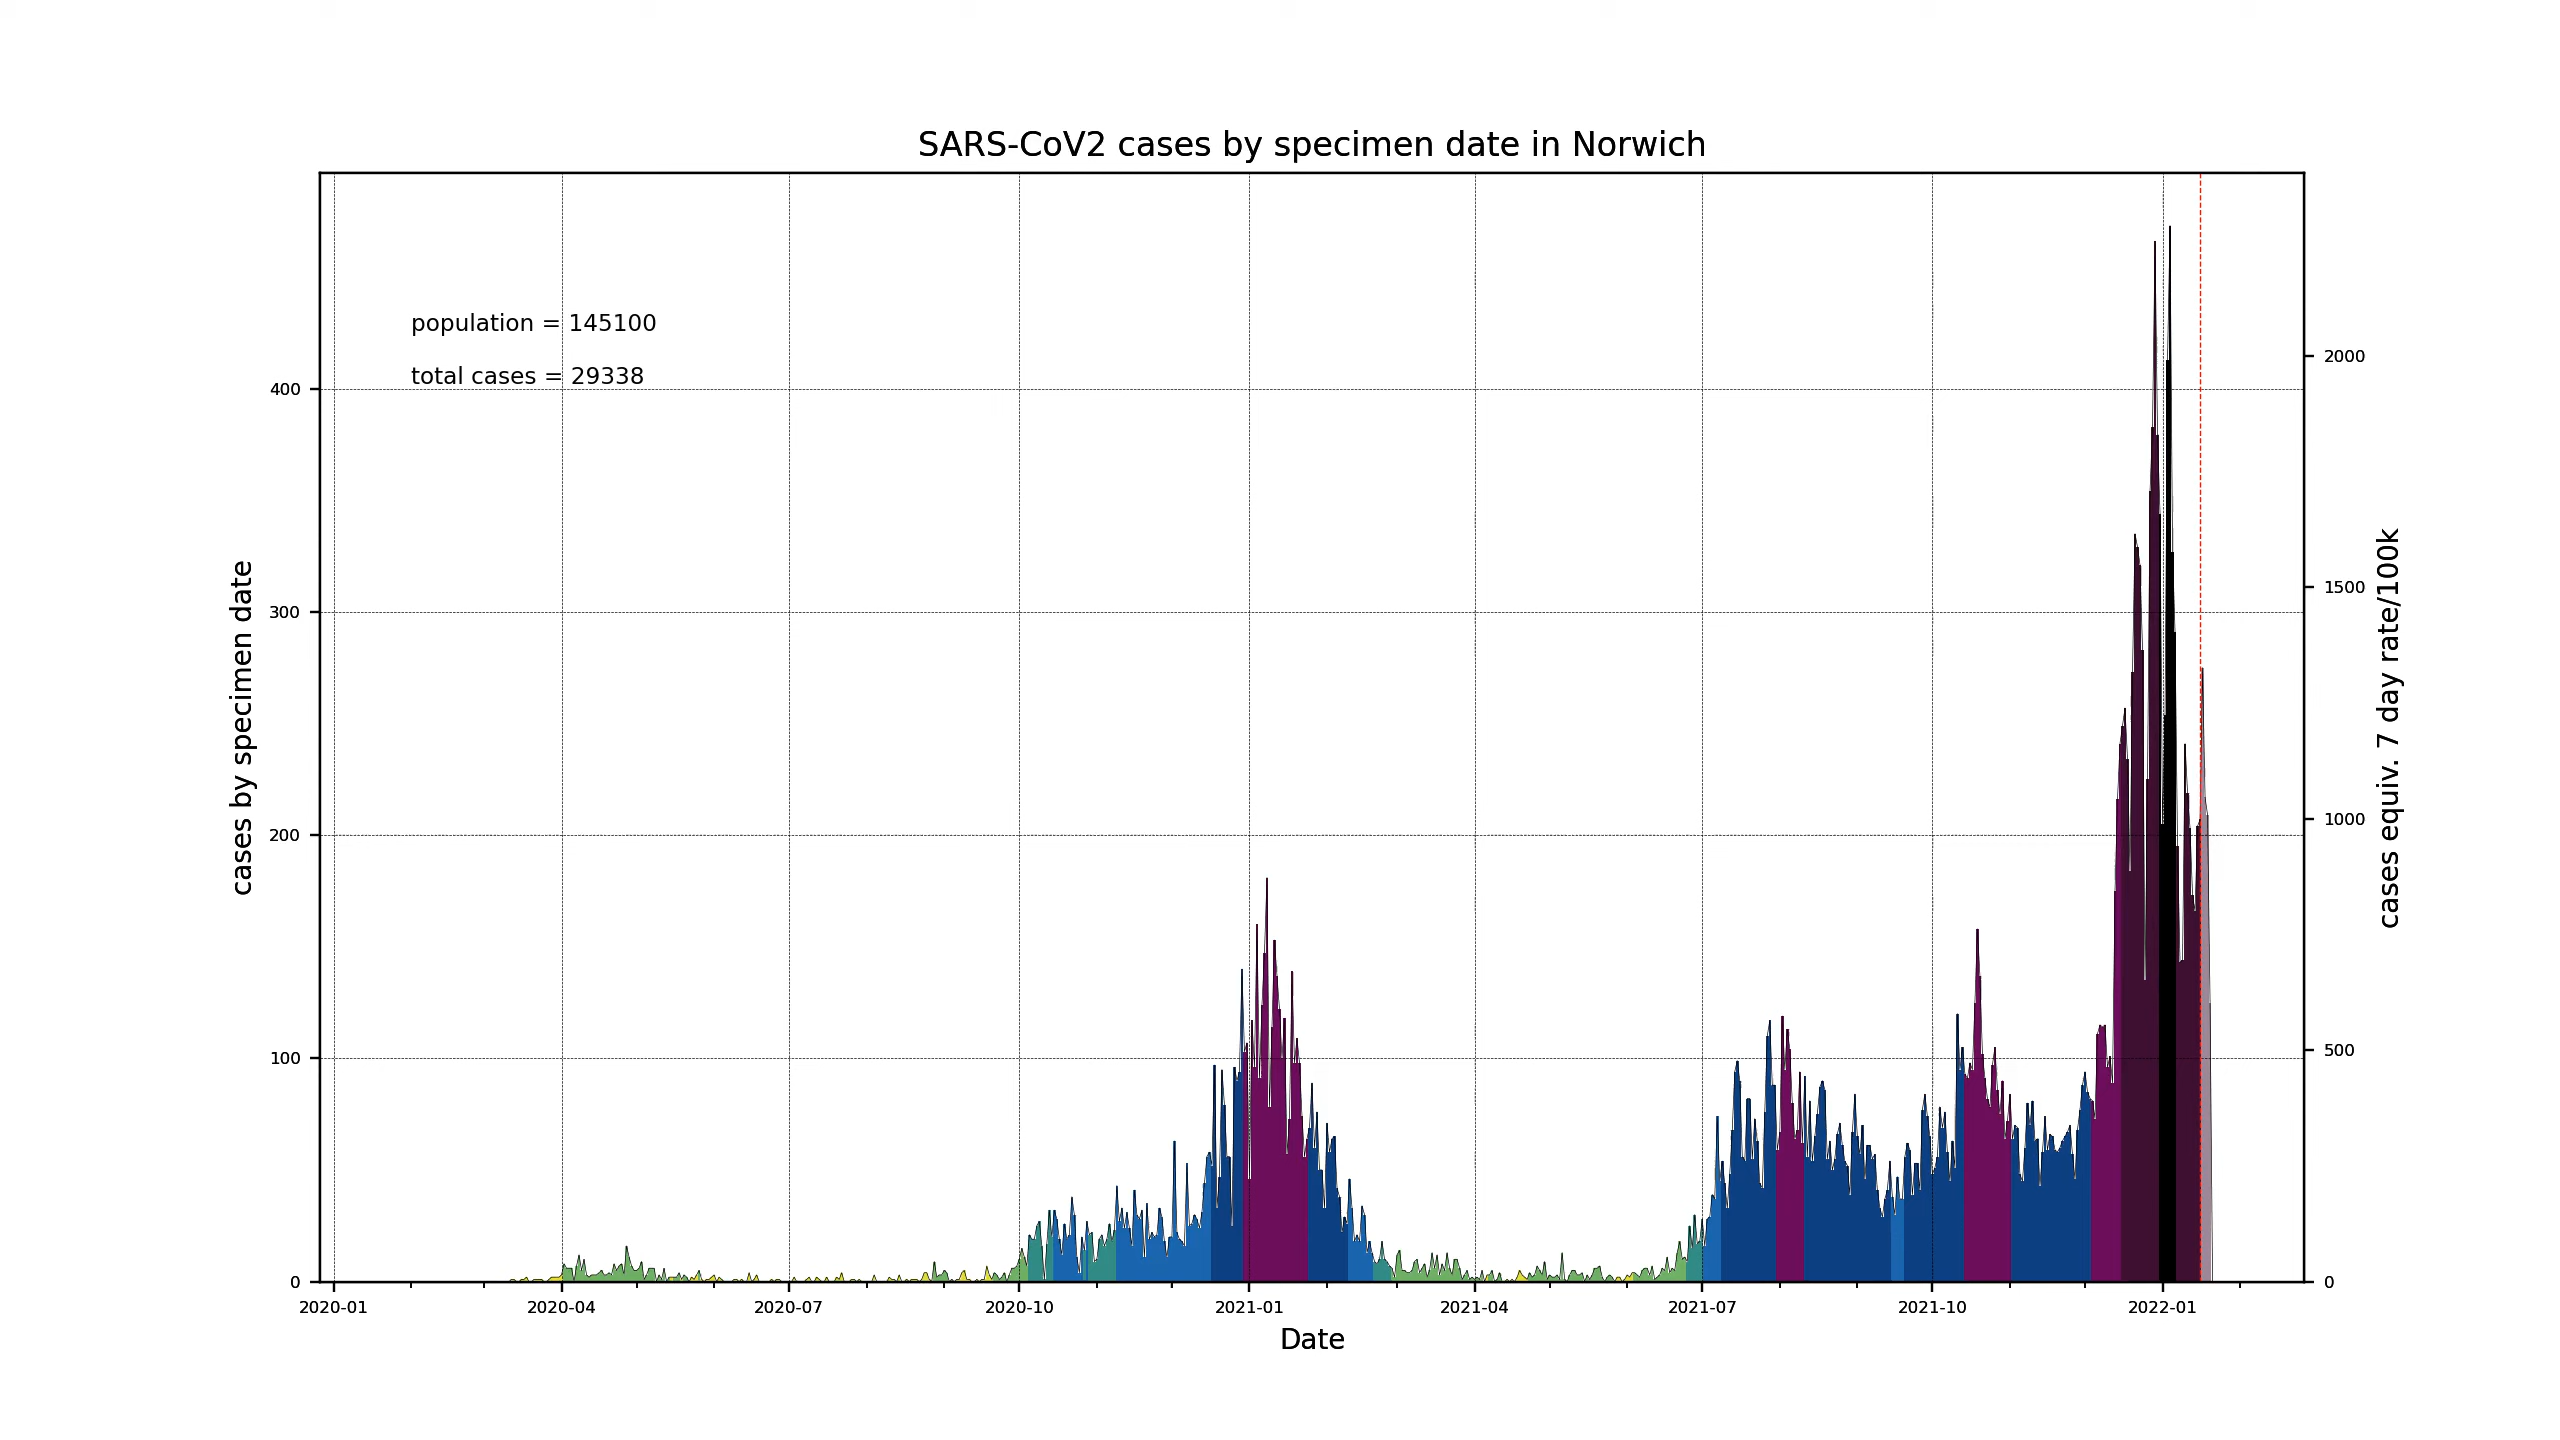 SARS-CoV2 cases by specimen date in Norwich
population = 145100
total cases = 29338
cases by specimen date
400
300
200
100
0
cases equiv. 7 day rate/100k
2000
1500
1000
500
0
2020-01 2020-04 2020-07 2020-10 2021-01 2021-04 2021-07 2021-10 2022-01
Date